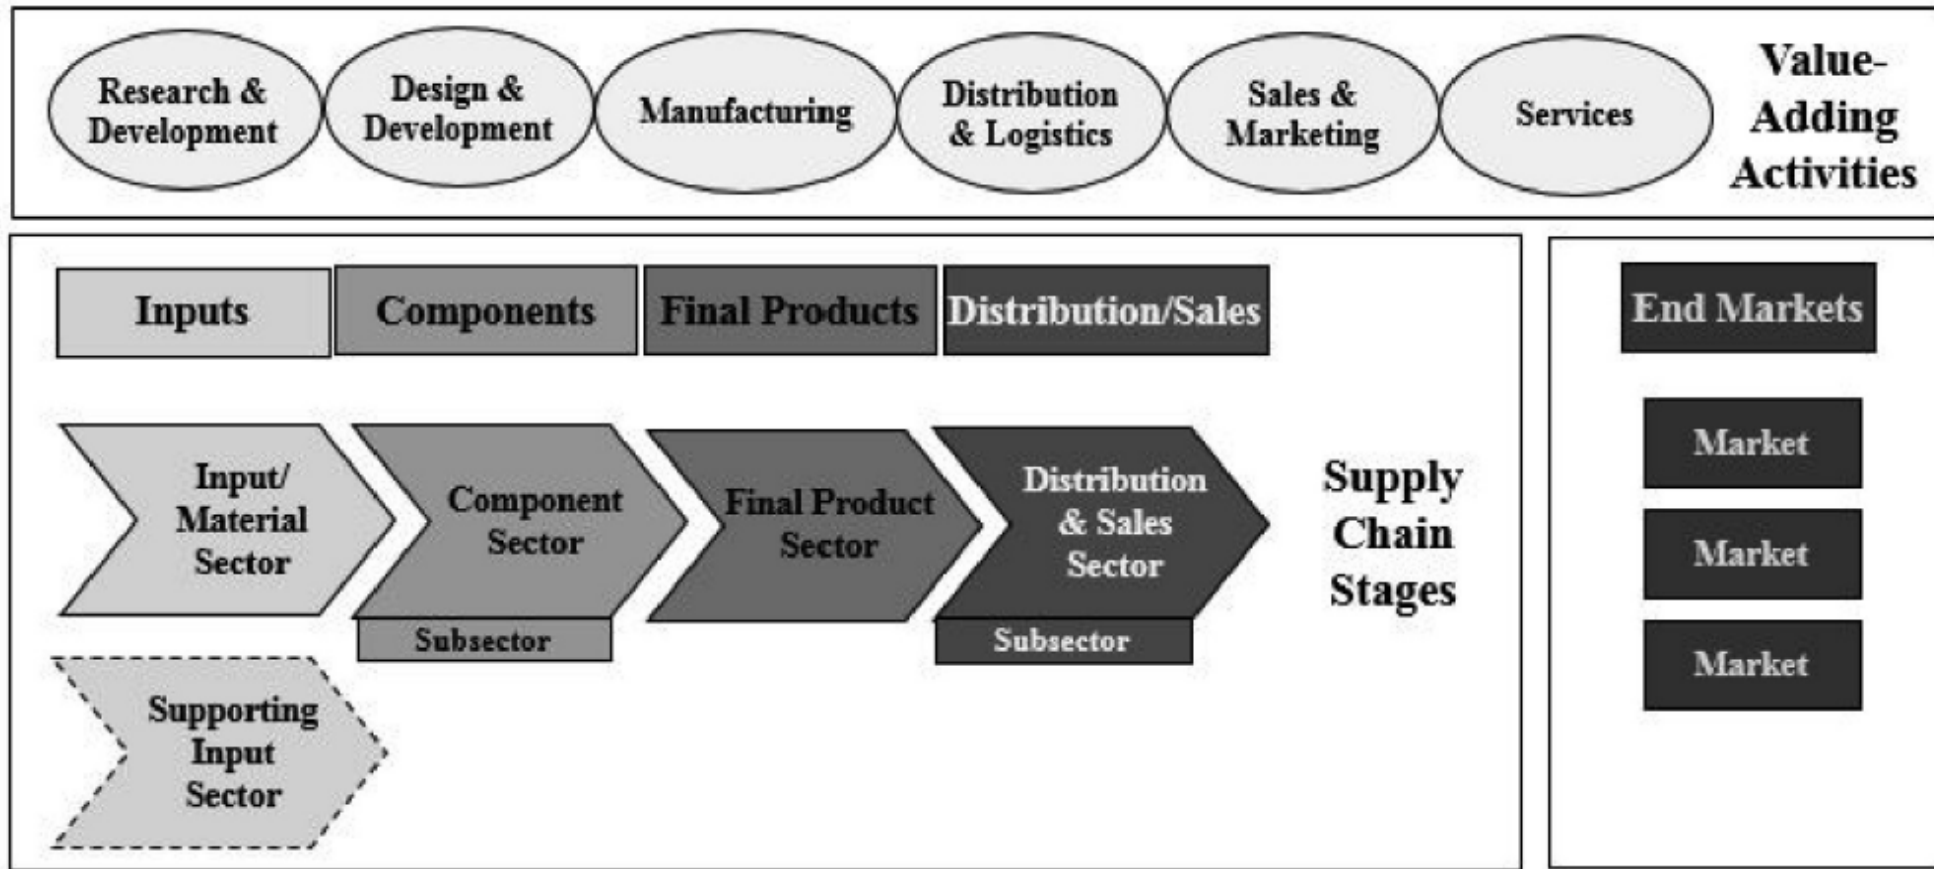 Research &
Development
Design &
Development
Manufacturing
Distribution
& Logistics
Sales &
Marketing
Services
Value-
Adding
Activities
Inputs
Components
Final Products
Distribution/Sales
End Markets
Input/
Material
Sector
Component
Sector
Final Product
Sector
Distribution
& Sales
Sector
Supply
Chain
Stages
Subsector
Subsector
Supporting
Input
Sector
Market
Market
Market